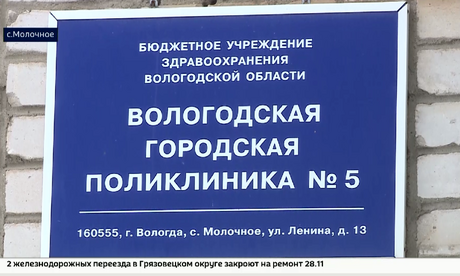 с.Молочное
БЮДЖЕТНОЕ УЧРЕЖДЕНИЕ
ЗДРАВООХРАНЕНИЯ
ВОЛОГОДСКОЙ ОБЛАСТИ
ВОЛОГОДСКАЯ
ГОРОДСКАЯ
ПОЛИКЛИНИКА № 5
160555, г. Вологда, с. Молочное, ул. Ленина, д. 13
2 железнодорожных переезда в Грязовецком округе закроют на ремонт 28.11